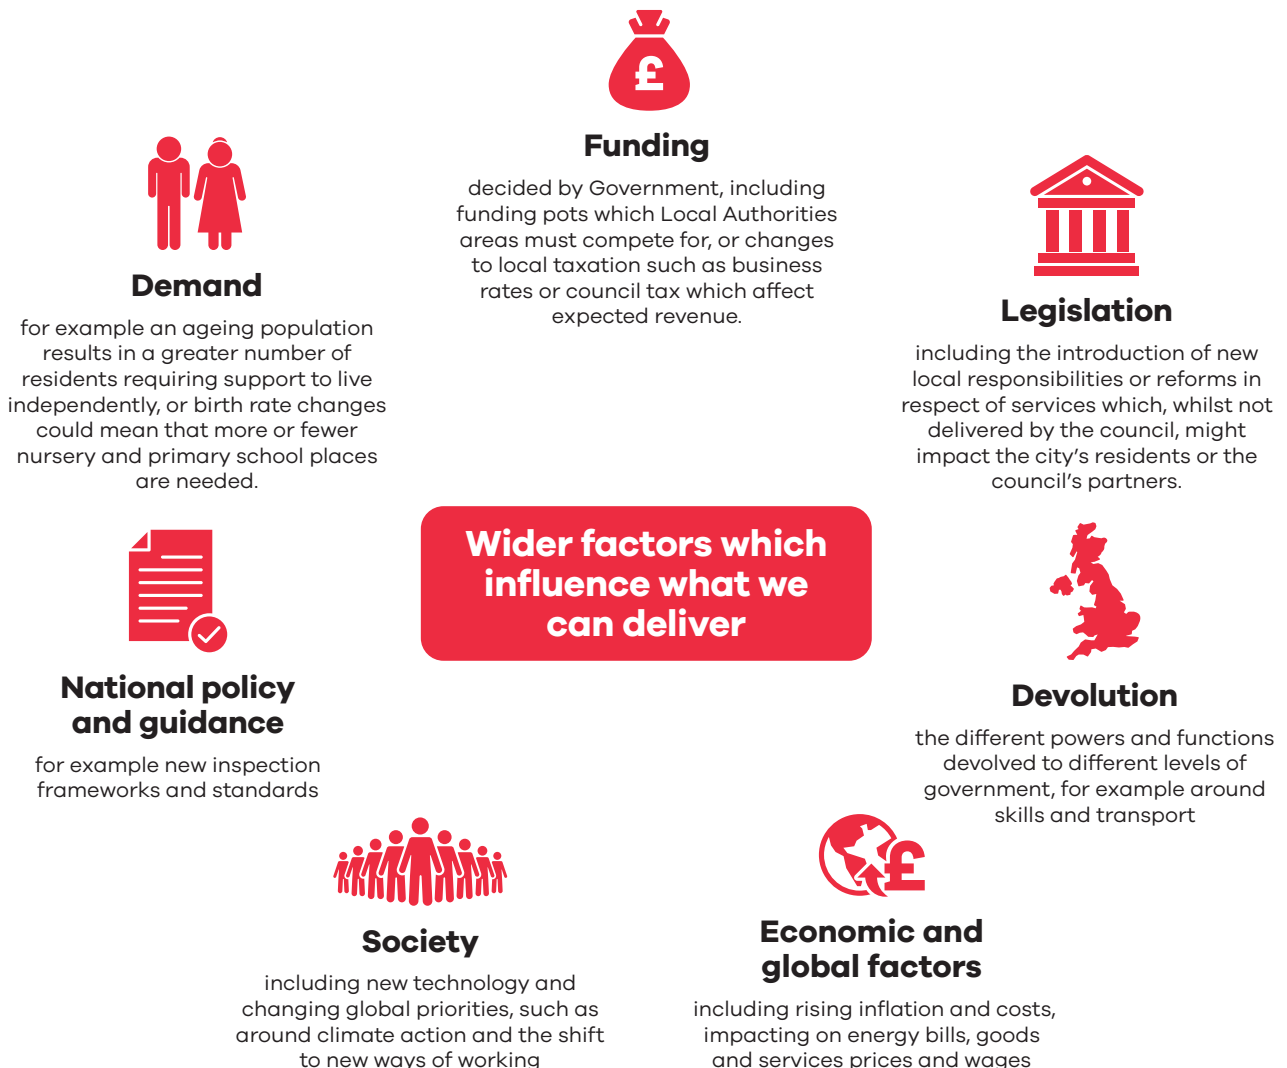 £
Funding
decided by Government, including
funding pots which Local Authorities
areas must compete for, or changes
to local taxation such as business
rates or council tax which affect
expected revenue.
Demand
for example an ageing population
results in a greater number of
residents requiring support to live
independently, or birth rate changes
could mean that more or fewer
nursery and primary school places
are needed.
Legislation
including the introduction of new
local responsibilities or reforms in
respect of services which, whilst not
delivered by the council, might
impact the city's residents or the
council's partners.
Wider factors which
influence what we
can deliver
National policy
and guidance
for example new inspection
frameworks and standards
Devolution
the different powers and functions
devolved to different levels of
government, for example around
skills and transport
Society
including new technology and
changing global priorities, such as
around climate action and the shift
to new ways of working
£
Economic and
global factors
including rising inflation and costs,
impacting on energy bills, goods
and services prices and wages